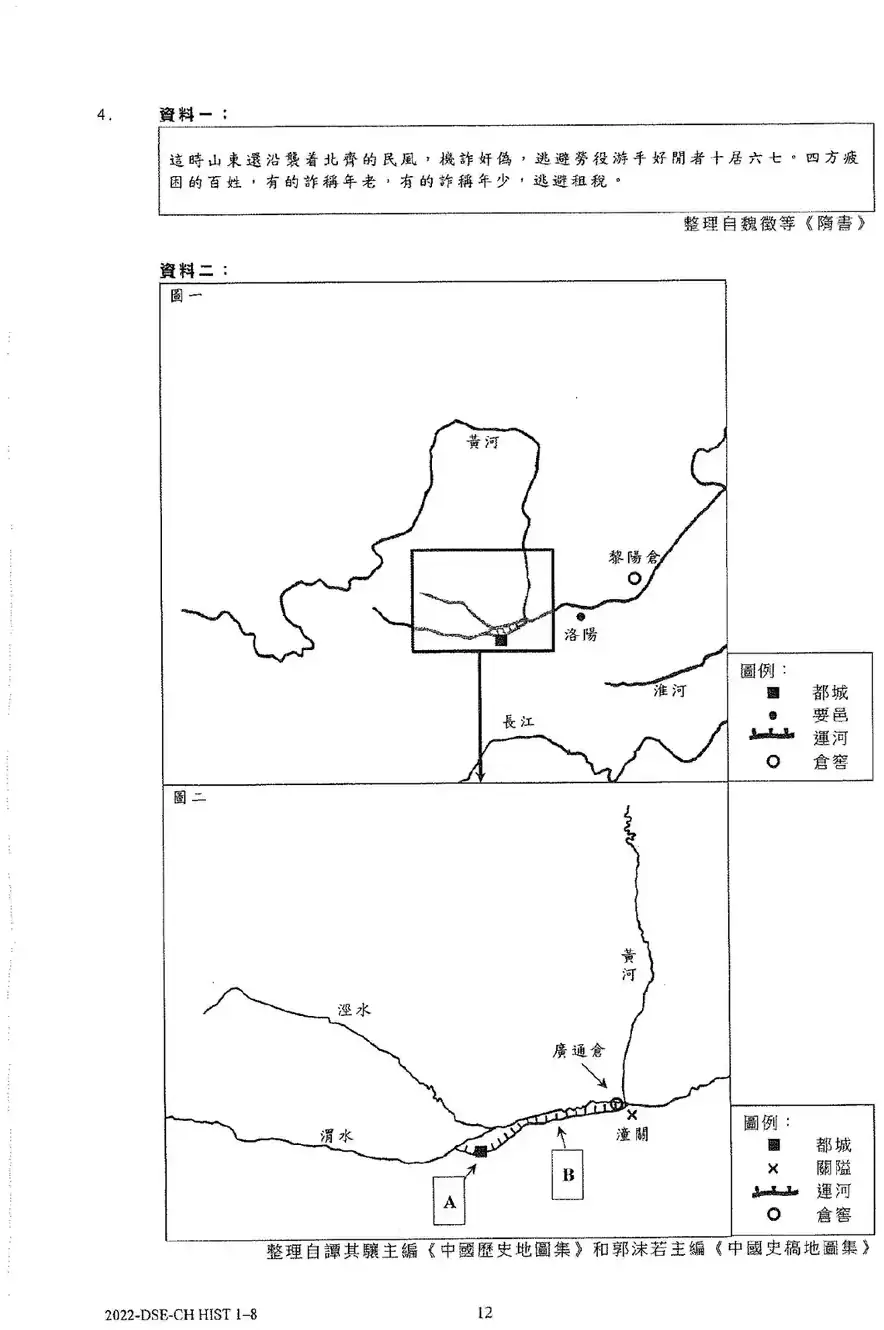 4.
資料一：
這時山東還沿襲着北齊的民風，機詐奸偽，逃避勞役游手好閒者十居六七。四方疲
困的百姓，有的詐稱年老，有的詐稱年少，逃避租稅。
整理自魏徵等《隋書》
資料二：
圖一
黃河
黎陽倉
洛陽
淮河
長江
圖例：
都城
要邑
運河
倉窖
圖二
黃河
涇水
廣通倉
渭水
潼關
A
B
圖例：
都城
關隘
運河
倉窖
整理自譚其驤主編《中國歷史地圖集》和郭沫若主編《中國史稿地圖集》
2022-DSE-CH HIST 1–8
12